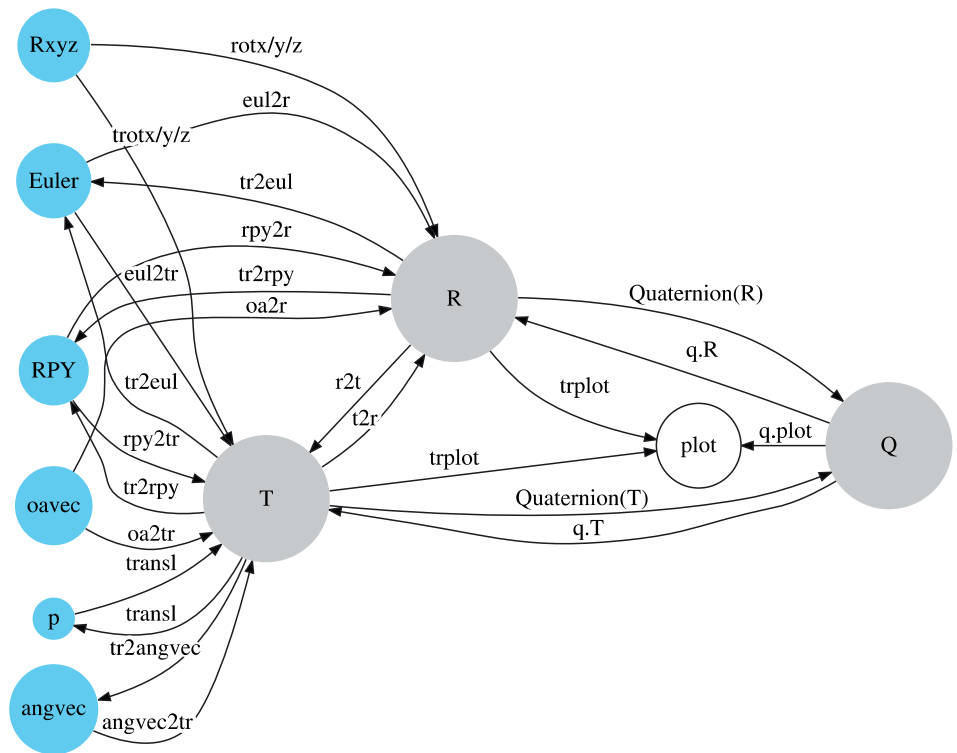 Rxyz
rotx/y/z
eul2r
trotx/y/z
Euler
tr2eul
rpy2r
eul2tr
tr2rpy
oa2r
R
Quaternion(R)
q.R
RPY
tr2eul
r2t
t2r
trplot
rpy2tr
trplot
plot
q.plot
Q
tr2rpy
T
Quaternion(T)
q.T
oavec
oa2tr
transl
p
transl
tr2angvec
angvec
angvec2tr